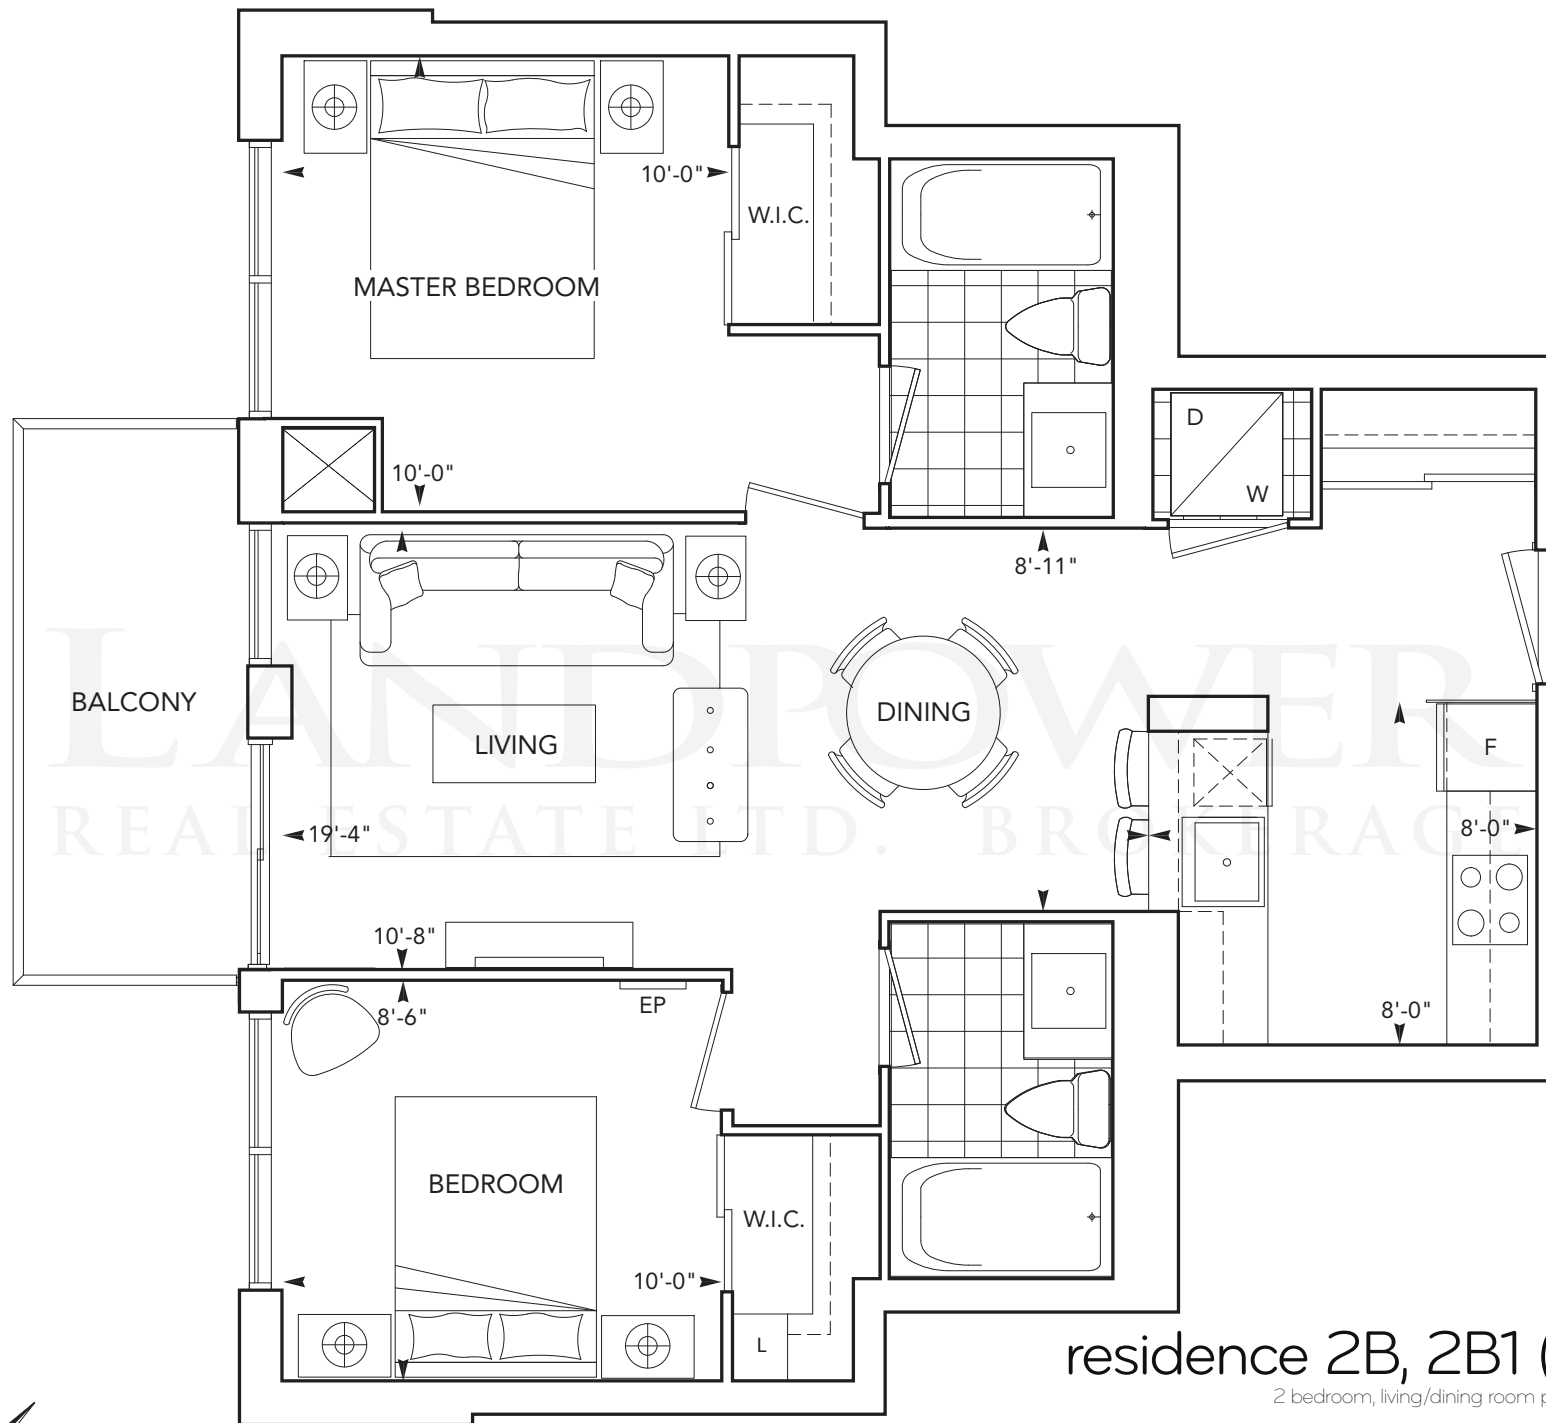 10'-0"
W.I.C.
MASTER BEDROOM
D
10'-0"
W
8'-11"
LANDPOWER
BALCONY
DINING
LIVING
F
REAL ESTATE LTD. BROKERAGE
19'-4"
8'-0"
10'-8"
EP
8'-6"
8'-0"
BEDROOM
W.I.C.
10'-0"
L
residence 2B, 2B1 (
2 bedroom, living/dining room